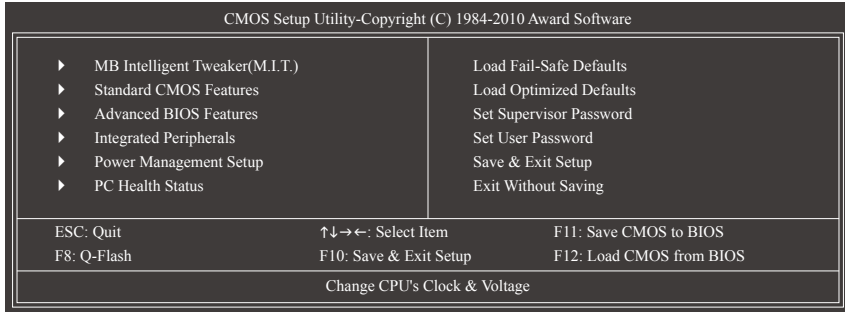 CMOS Setup Utility-Copyright (C) 1984-2010 Award Software
MB Intelligent Tweaker(M.I.T.)
Standard CMOS Features
Advanced BIOS Features
Integrated Peripherals
Power Management Setup
PC Health Status
Load Fail-Safe Defaults
Load Optimized Defaults
Set Supervisor Password
Set User Password
Save & Exit Setup
Exit Without Saving
ESC: Quit ↑↓→←: Select Item F11: Save CMOS to BIOS
F8: Q-Flash F10: Save & Exit Setup F12: Load CMOS from BIOS
Change CPU's Clock & Voltage